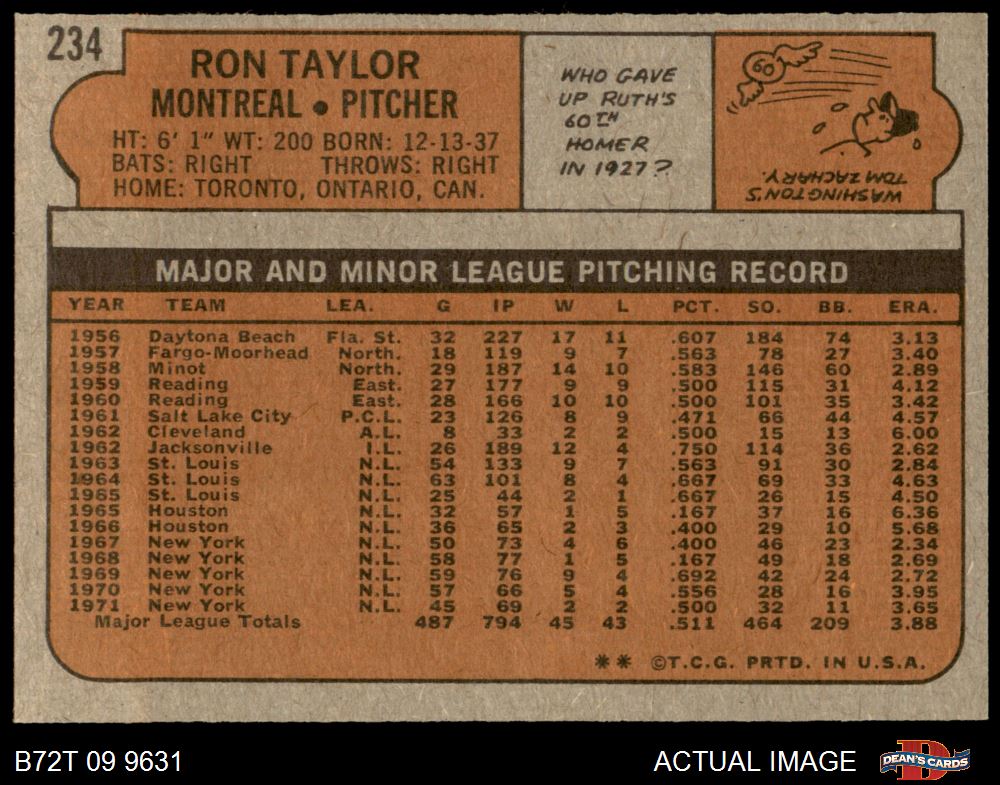 234
RON TAYLOR
MONTREAL • PITCHER
HT: 6' 1" WT: 200 BORN: 12-13-37
BATS: RIGHT THROWS: RIGHT
HOME: TORONTO, ONTARIO, CAN.
WHO GAVE
UP RUTH'S
60TH
HOMER
IN 1927?
60
WASHINGTON'S
TOM ZACHARY.
MAJOR AND MINOR LEAGUE PITCHING RECORD
YEAR TEAM LEA. G IP W L PCT. SO. BB. ERA.
1956 Daytona Beach Fla. St. 32 227 17 11 .607 184 74 3.13
1957 Fargo-Moorhead North. 18 119 9 7 .563 78 27 3.40
1958 Minot North. 29 187 14 10 .583 146 60 2.89
1959 Reading East. 27 177 9 9 .500 115 31 4.12
1960 Reading East. 28 166 10 10 .500 101 35 3.42
1961 Salt Lake City P.C.L. 23 126 8 9 .471 66 44 4.57
1962 Cleveland A.L. 8 33 2 2 .500 15 13 6.00
1962 Jacksonville I.L. 26 189 12 4 .750 114 36 2.62
1963 St. Louis N.L. 54 133 9 7 .563 91 30 2.84
1964 St. Louis N.L. 63 101 8 4 .667 69 33 4.63
1965 St. Louis N.L. 25 44 2 1 .667 26 15 4.50
1965 Houston N.L. 32 57 1 5 .167 37 16 6.36
1966 Houston N.L. 36 65 2 3 .400 29 10 5.68
1967 New York N.L. 50 73 4 6 .400 46 23 2.34
1968 New York N.L. 58 77 1 5 .167 49 18 2.69
1969 New York N.L. 59 76 9 4 .692 42 24 2.72
1970 New York N.L. 57 66 5 4 .556 28 16 3.95
1971 New York N.L. 45 69 2 2 .500 32 11 3.65
Major League Totals 487 794 45 43 .511 464 209 3.88
** ©T.C.G. PRTD. IN U.S.A.
B72T 09 9631 ACTUAL IMAGE DEAN'S CARDS